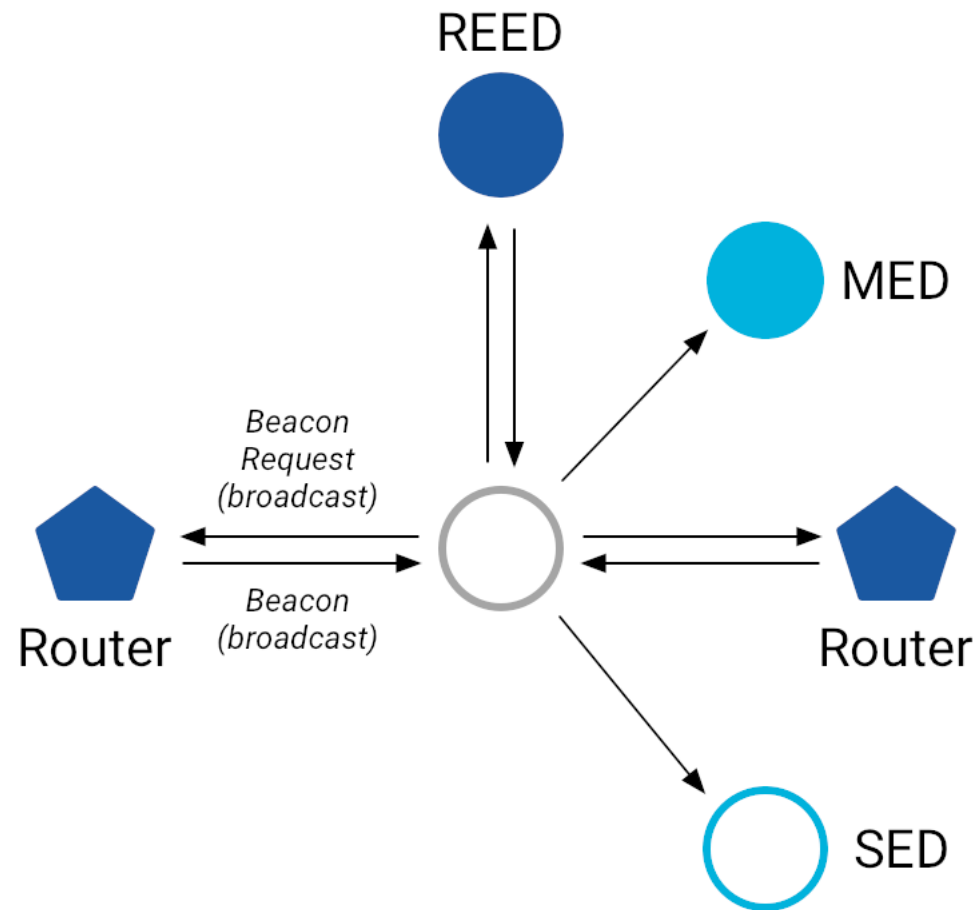 REED
MED
Beacon
Request
(broadcast)
Beacon
(broadcast)
Router
Router
SED